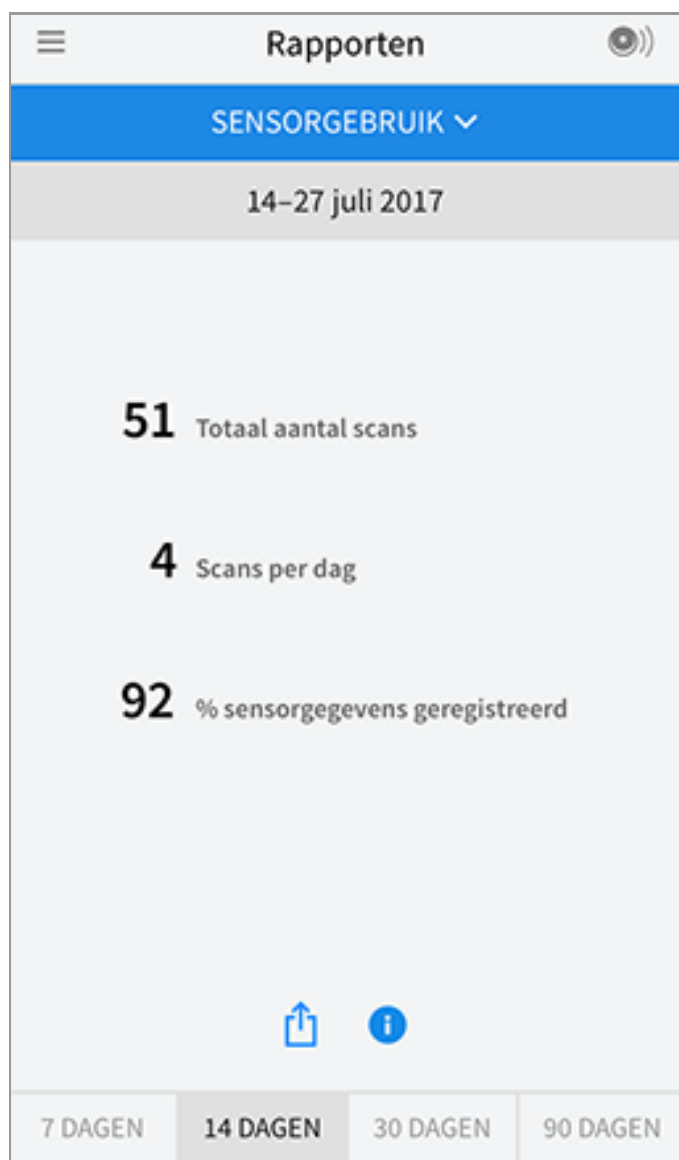 Rapporten
SENSORGEBRUIK
14–27 juli 2017
51 Totaal aantal scans
4 Scans per dag
92 % sensorgegevens geregistreerd
7 DAGEN 14 DAGEN 30 DAGEN 90 DAGEN